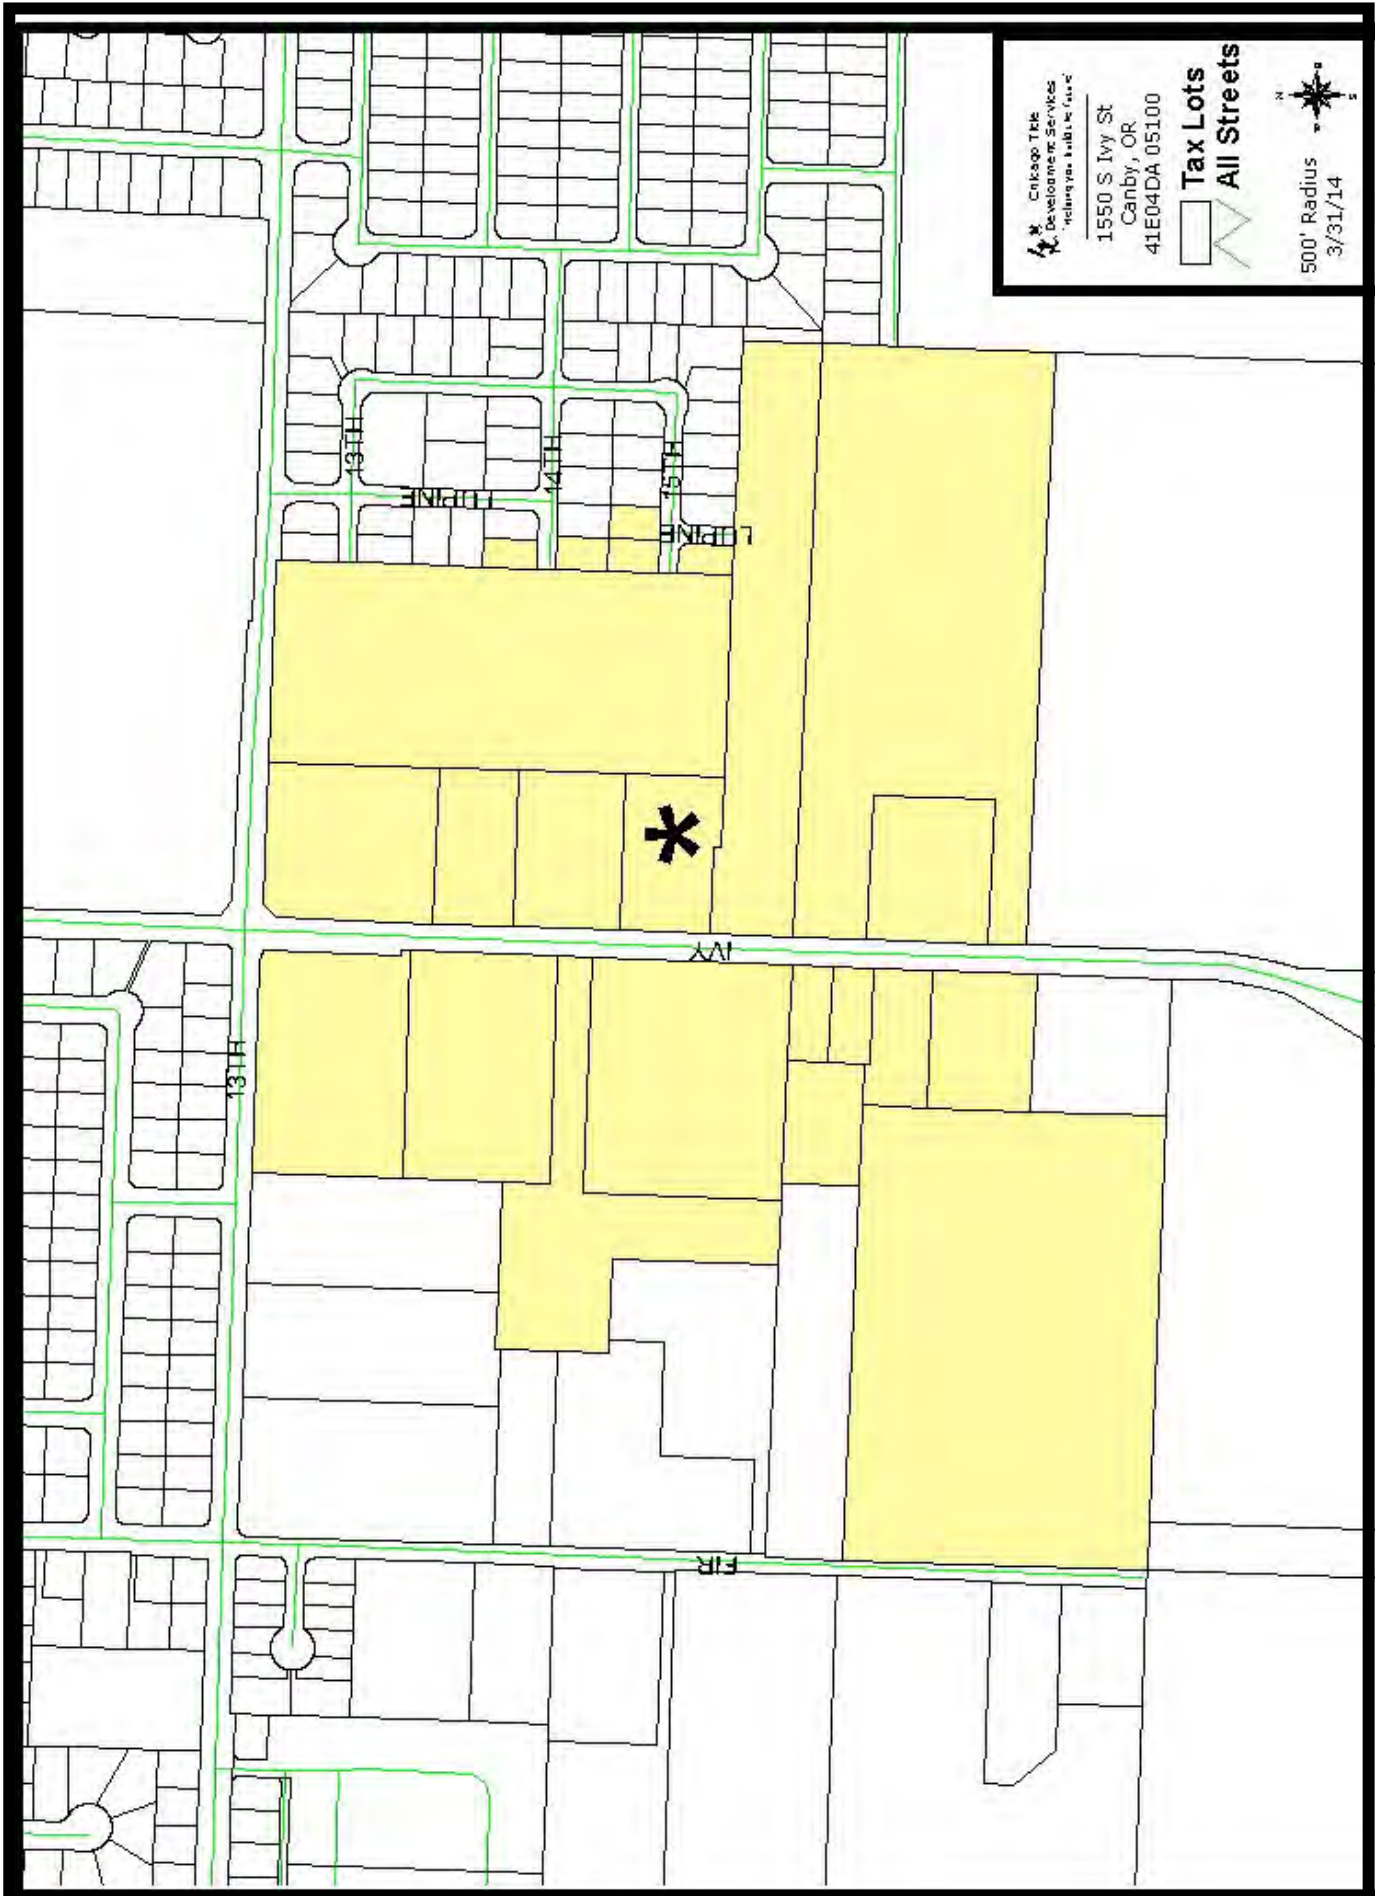 Chicago Title
Development Services
1550 S Ivy St
Canby, OR
41E04DA 05100
Tax Lots
All Streets
500' Radius
3/31/14
N
S
13TH
LUPINE
14TH
15TH
LUPINE
IVY
13TH
FIR